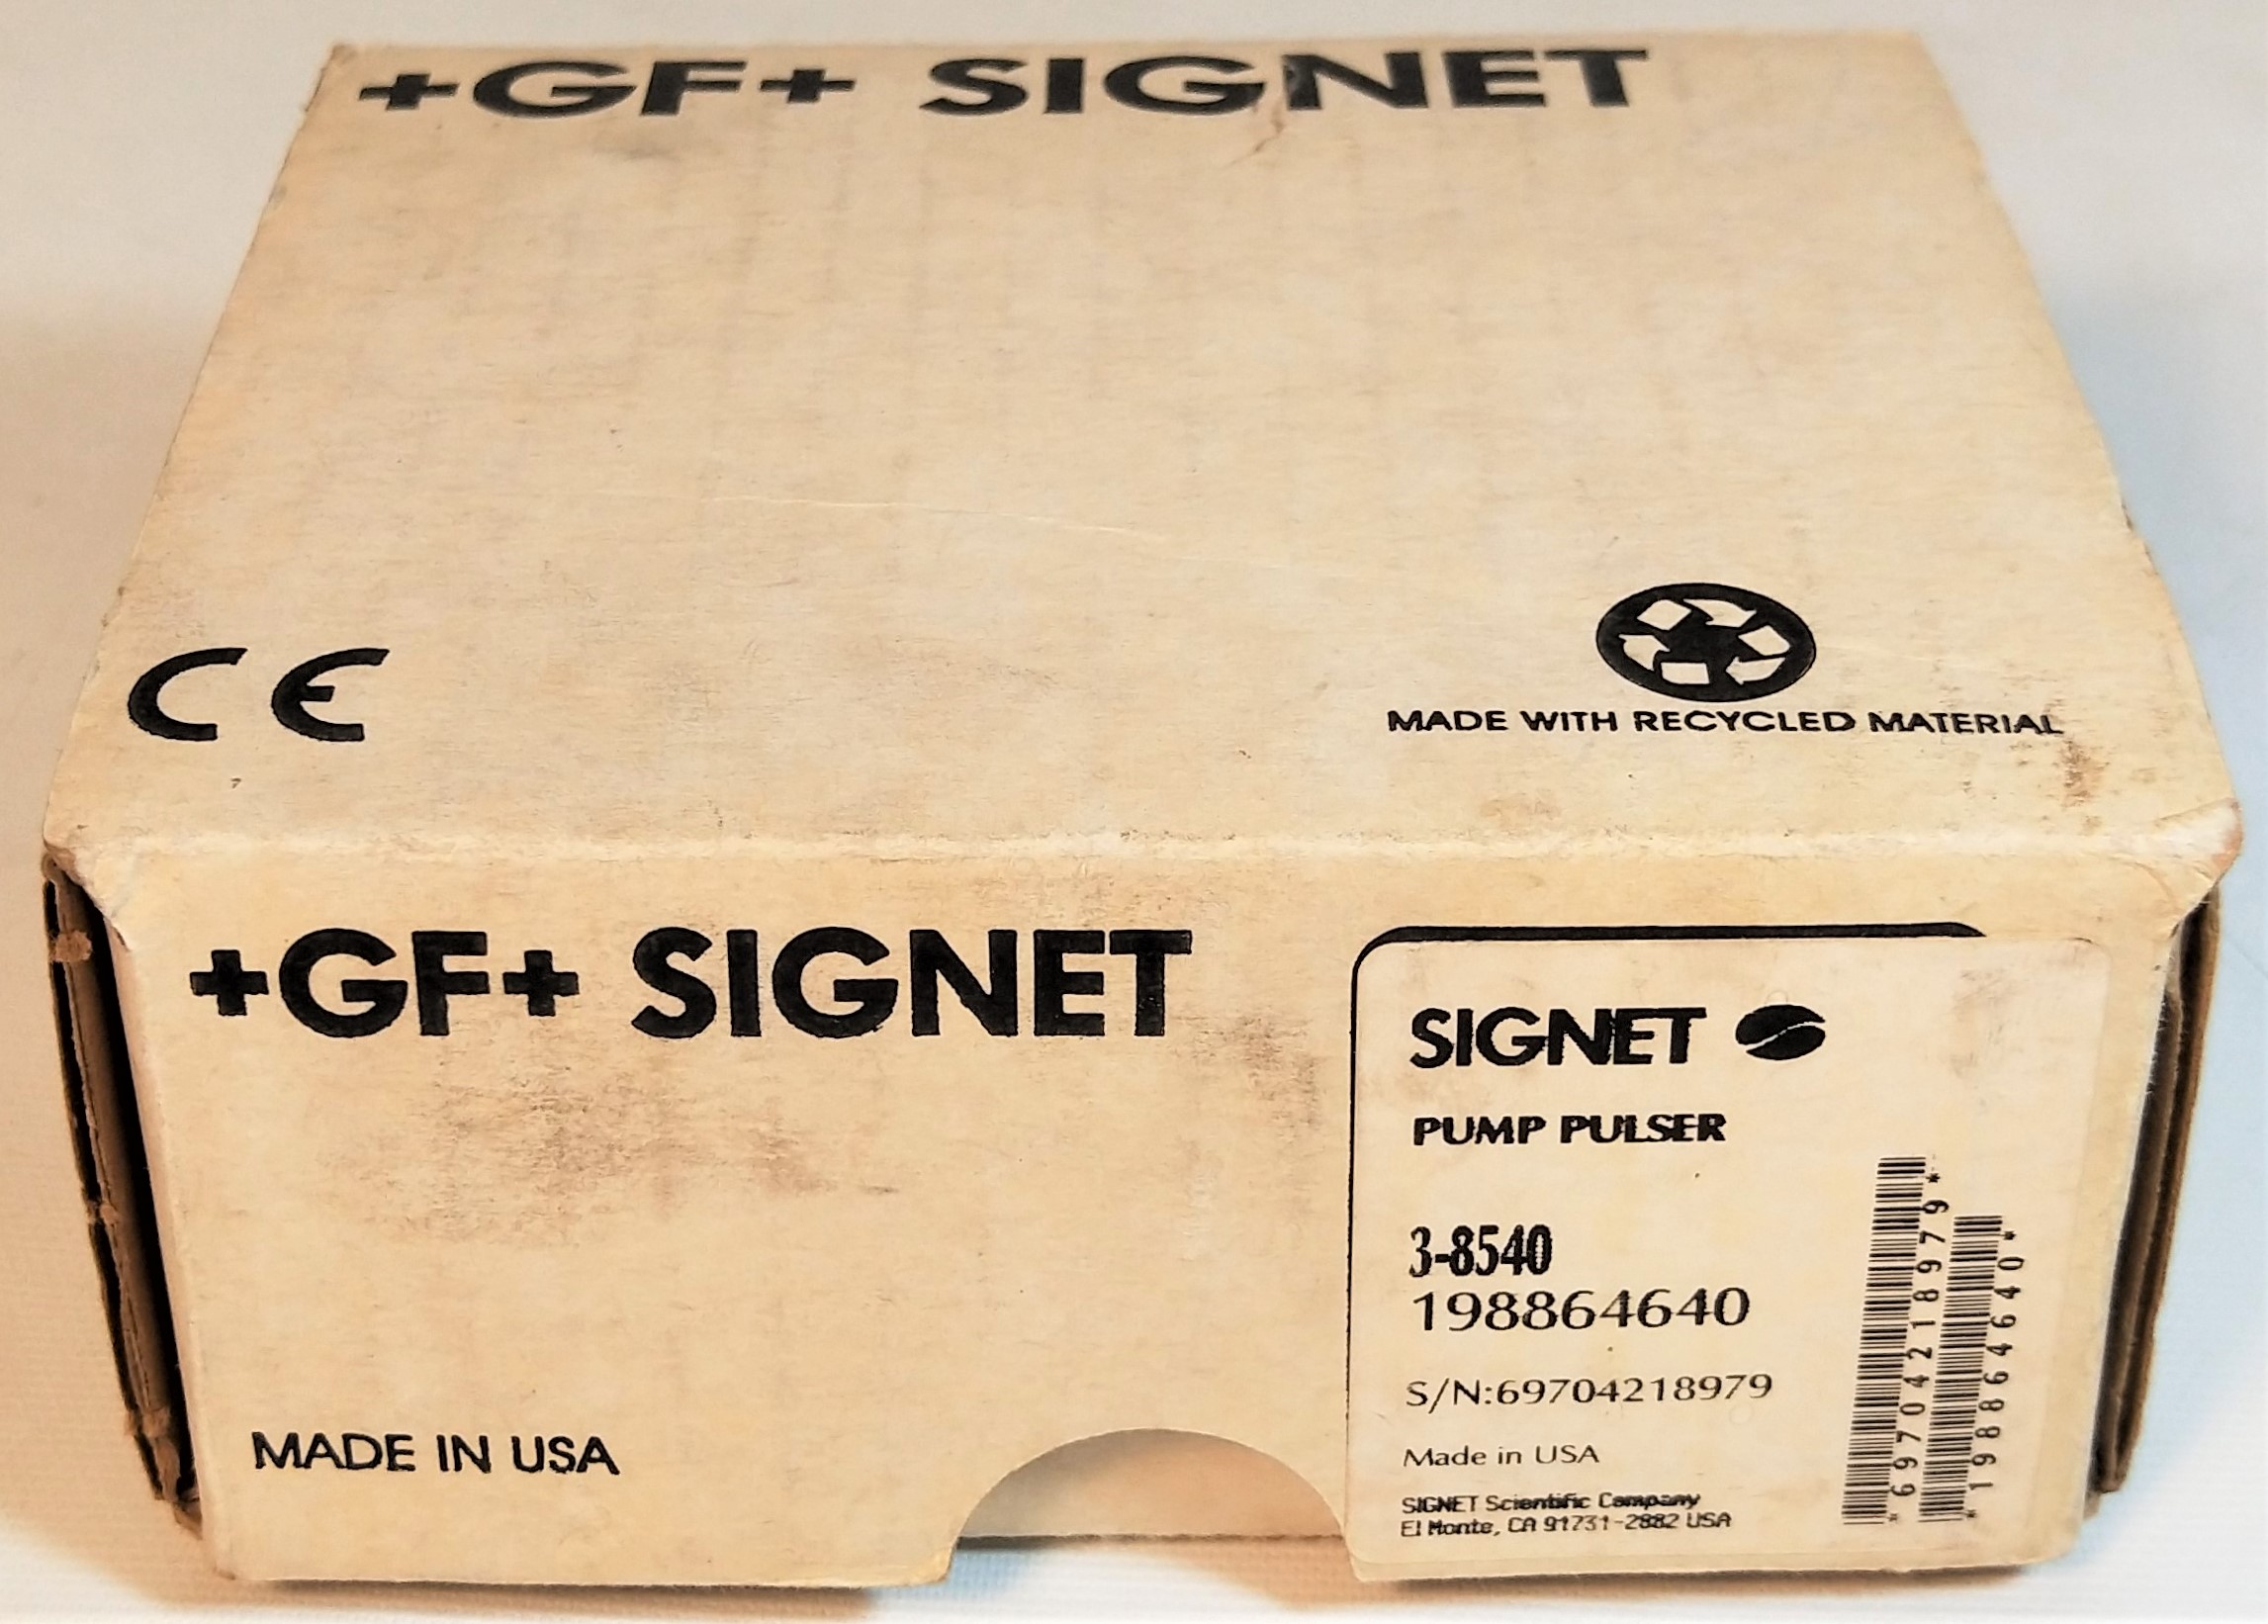 +GF+ SIGNET
CE
MADE WITH RECYCLED MATERIAL
+GF+ SIGNET
MADE IN USA
SIGNET
PUMP PULSER
3-8540
198864640
S/N:69704218979
Made in USA
SIGNET Scientific Company
El Monte, CA 91731-2882 USA
*69704218979*
*198864640*